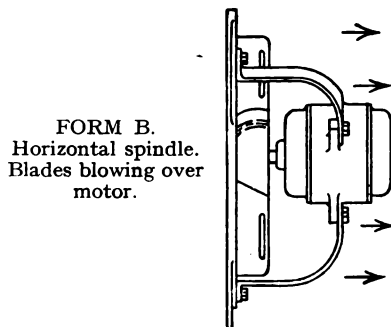 FORM B.
Horizontal spindle.
Blades blowing over
motor.